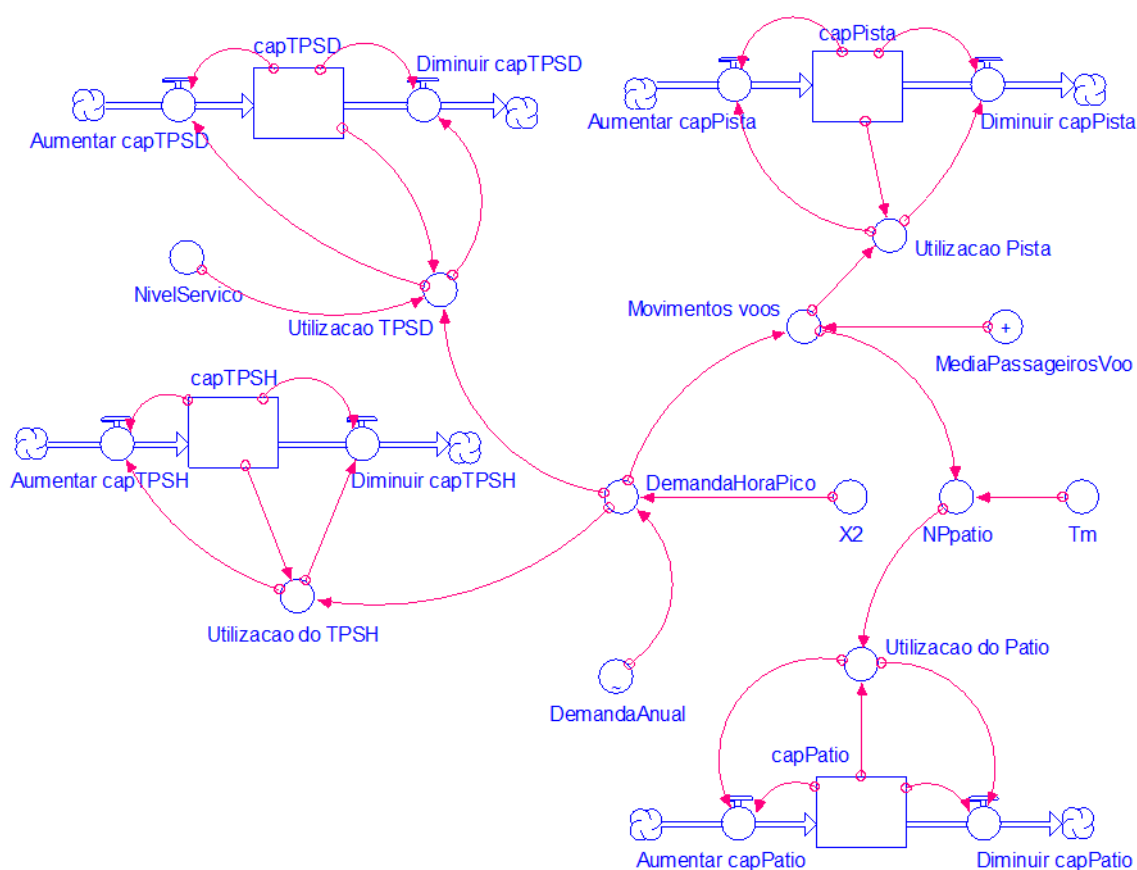 capTPSD
Diminuir capTPSD
Aumentar capTPSD
capPista
Aumentar capPista
Diminuir capPista
NivelServico
Utilizacao TPSD
Utilizacao Pista
Movimentos voos
+
MediaPassageirosVoo
capTPSH
Aumentar capTPSH
Diminuir capTPSH
Utilizacao do TPSH
DemandaHoraPico
X2
NPpatio
Tm
~
DemandaAnual
Utilizacao do Patio
capPatio
Aumentar capPatio
Diminuir capPatio